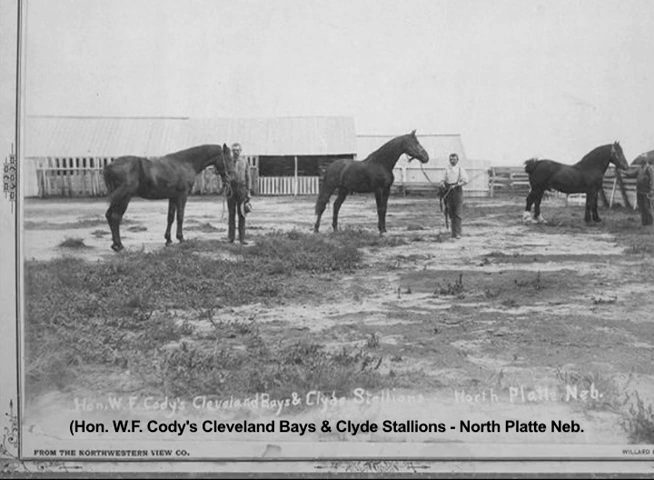 Hon. W. F. Cody's Cleveland Bays & Clyde Stallions North Platte Neb.
(Hon. W.F. Cody's Cleveland Bays & Clyde Stallions - North Platte Neb.
FROM THE NORTHWESTERN VIEW CO. WILLARD